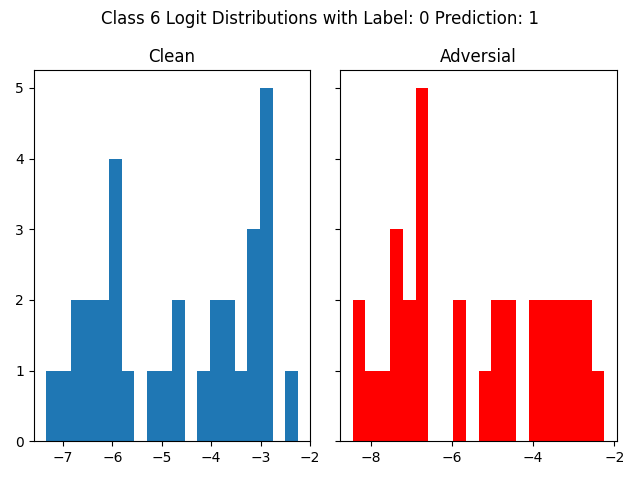 Class 6 Logit Distributions with Label: 0 Prediction: 1
Clean
Adversial
5
4
3
2
1
0
−7 −6 −5 −4 −3 −2
−8 −6 −4 −2